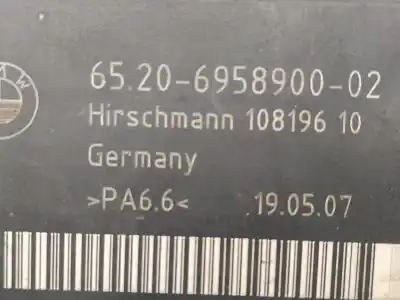 65.20-6958900-02
Hirschmann 108196 10
Germany
>PA6.6< 19.05.07